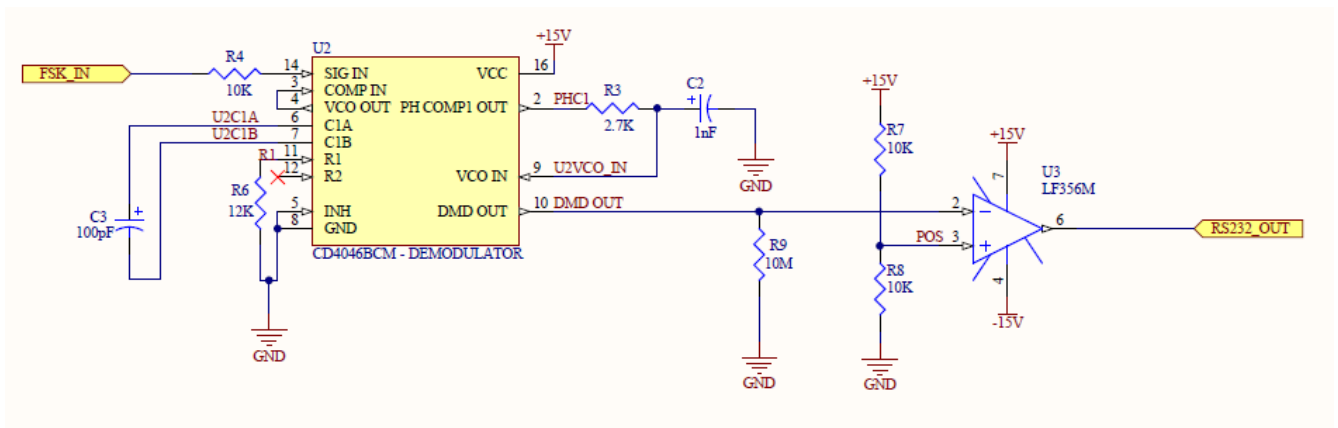 FSK_IN
R4
10K
U2
14
SIG IN
3
COMP IN
4
VCO OUT
U2C1A
6
C1A
U2C1B
7
C1B
R1
11
R1
12
R2
R6
12K
5
INH
8
GND
C3
+
100pF
GND
VCC
16
+15V
PH COMP1 OUT
2
PHC1
R3
2.7K
C2
+
1nF
GND
VCO IN
9
U2VCO_IN
DMD OUT
10
DMD OUT
CD4046BCM - DEMODULATOR
R9
10M
GND
+15V
R7
10K
POS
R8
10K
GND
+15V
7
U3
LF356M
2
3
6
4
-15V
RS232_OUT